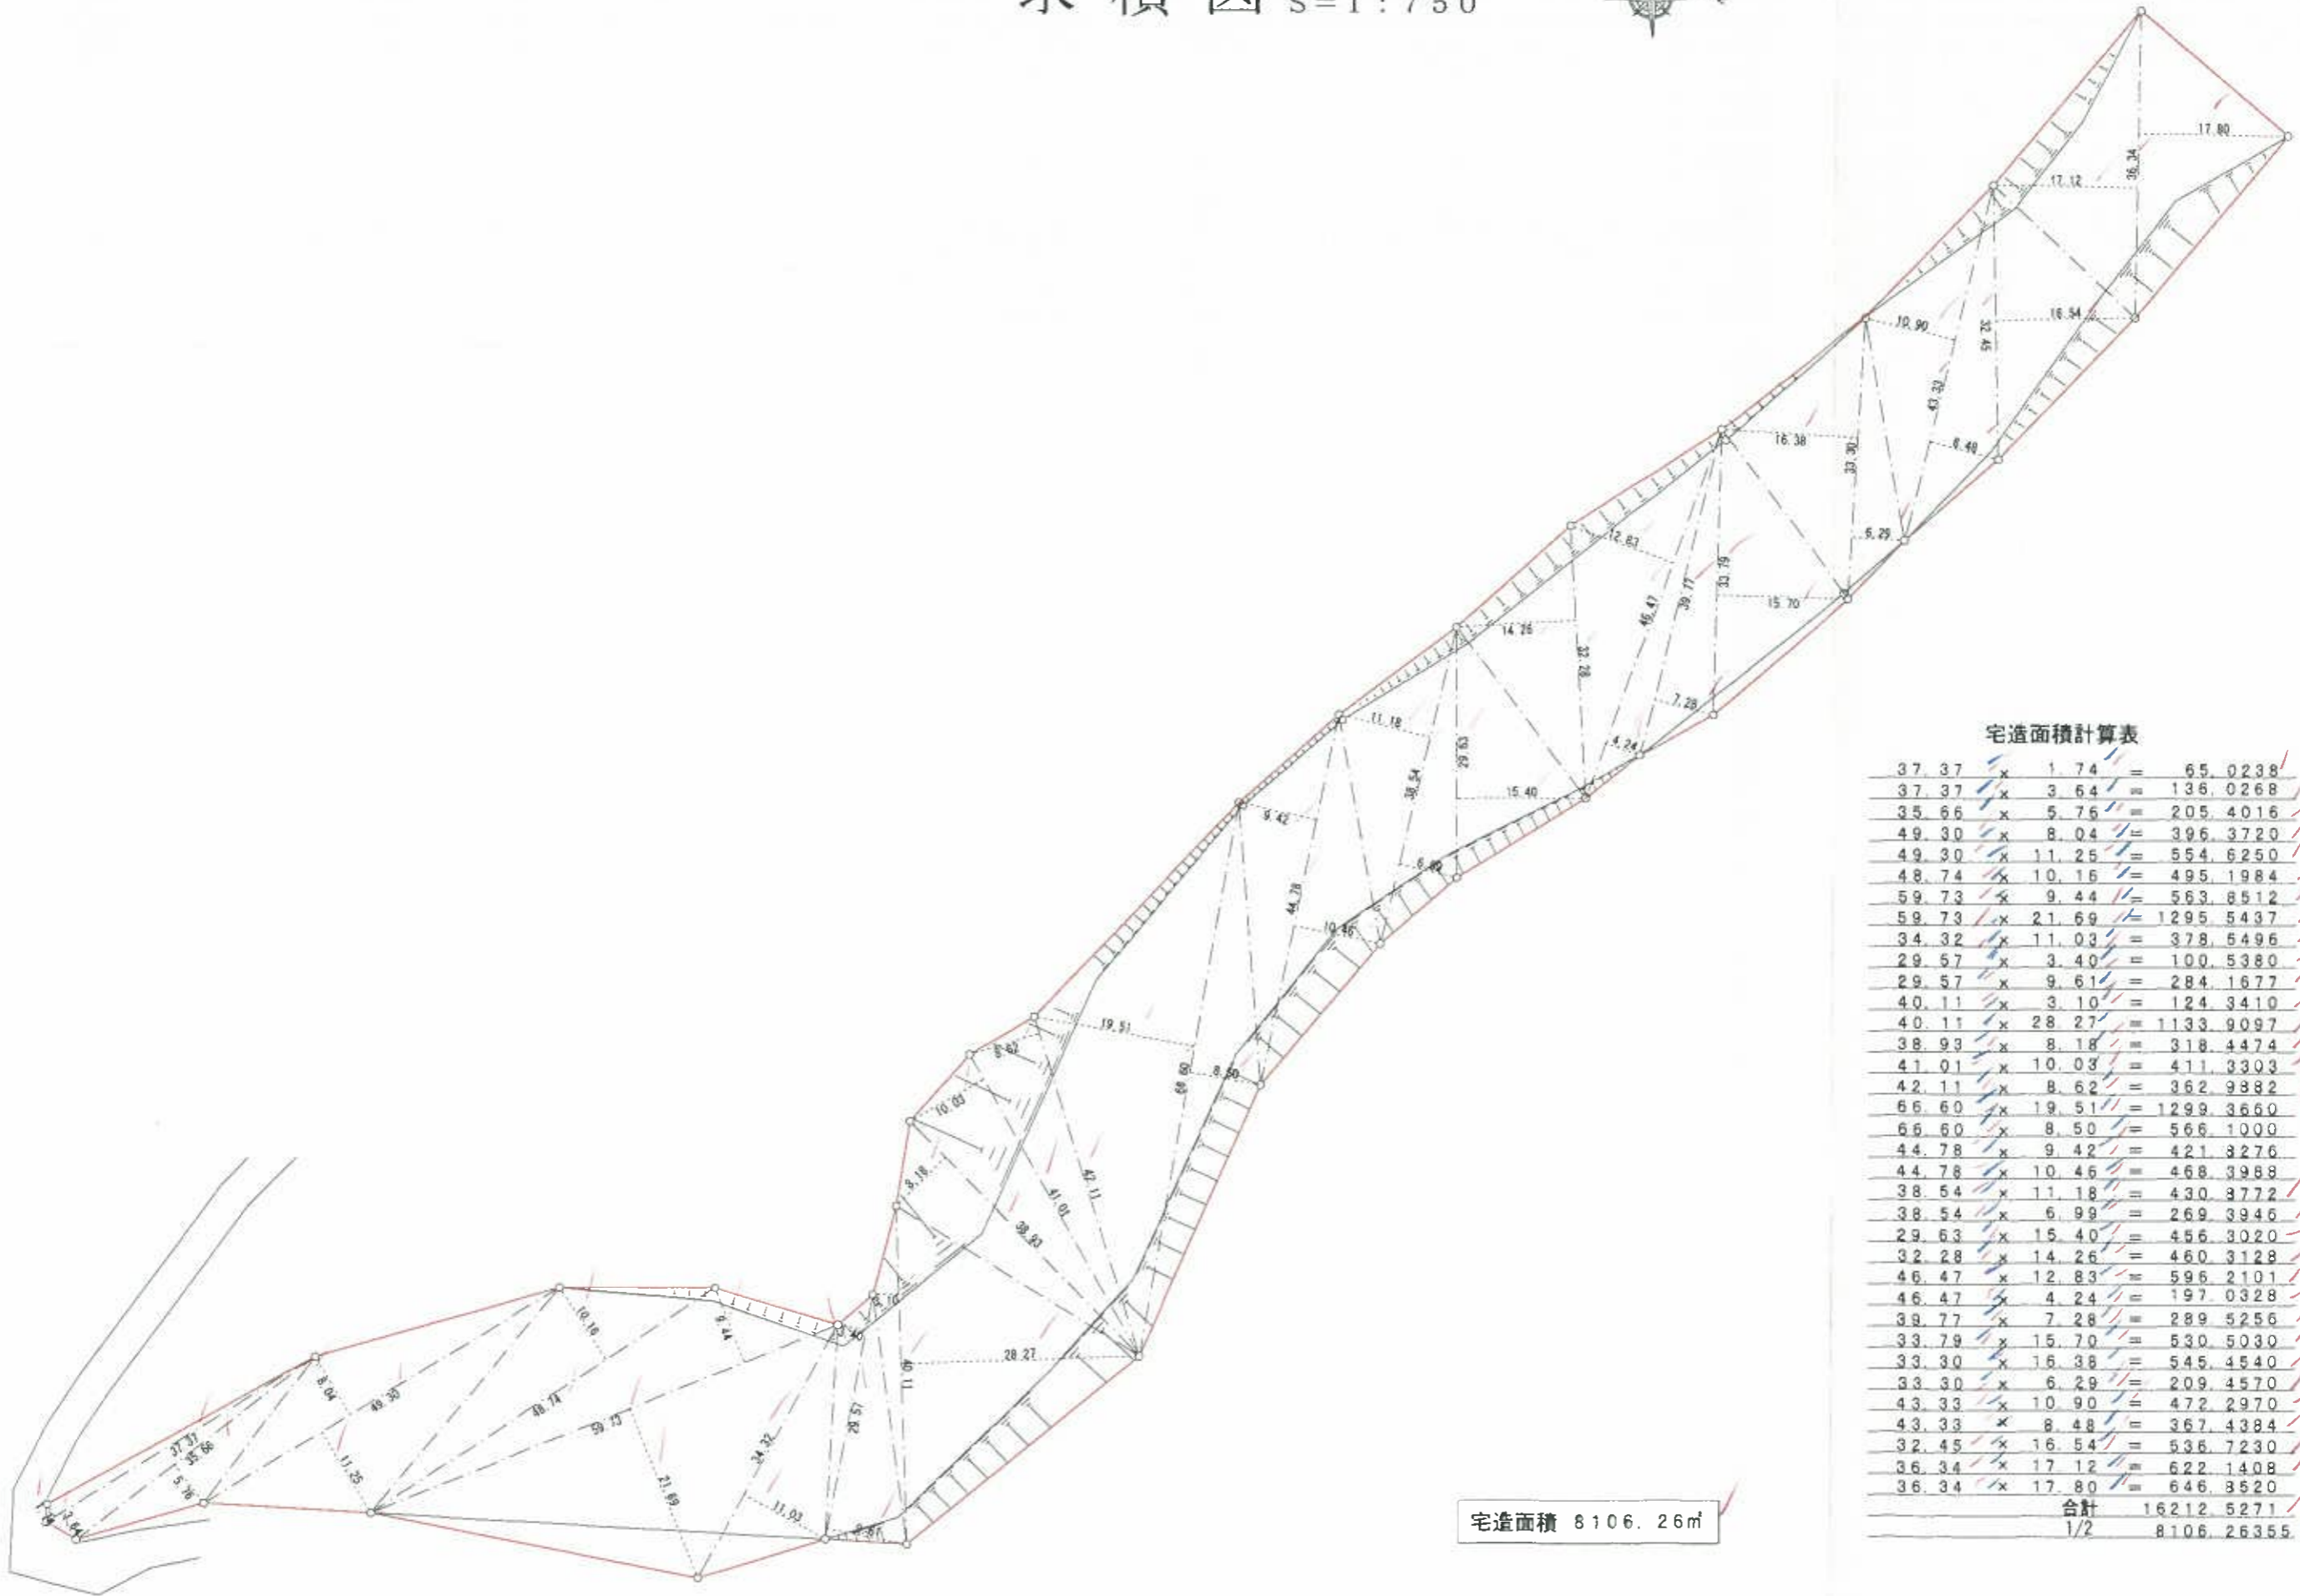 求積図 S=1:750
17.80
36.34
17.12
16.54
32.45
10.90
43.33
8.48
16.38
33.30
6.29
12.83
33.79
39.77
46.47
15.70
14.26
32.28
7.28
4.24
11.18
29.63
38.54
15.40
9.42
6.99
44.78
10.46
19.51
8.62
66.60
8.50
10.03
8.18
42.11
41.01
38.93
3.10
3.40
28.27
40.11
29.57
10.16
9.44
8.04
49.30
48.74
59.73
34.32
37.37
35.66
11.25
5.76
21.69
11.03
9.61
1.74
3.64
宅造面積計算表
37.37 × 1.74 = 65.0238
37.37 × 3.64 = 136.0268
35.66 × 5.76 = 205.4016
49.30 × 8.04 = 396.3720
49.30 × 11.25 = 554.6250
48.74 × 10.16 = 495.1984
59.73 × 9.44 = 563.8512
59.73 × 21.69 = 1295.5437
34.32 × 11.03 = 378.5496
29.57 × 3.40 = 100.5380
29.57 × 9.61 = 284.1677
40.11 × 3.10 = 124.3410
40.11 × 28.27 = 1133.9097
38.93 × 8.18 = 318.4474
41.01 × 10.03 = 411.3303
42.11 × 8.62 = 362.9882
66.60 × 19.51 = 1299.3660
66.60 × 8.50 = 566.1000
44.78 × 9.42 = 421.8276
44.78 × 10.46 = 468.3988
38.54 × 11.18 = 430.8772
38.54 × 6.99 = 269.3946
29.63 × 15.40 = 456.3020
32.28 × 14.26 = 460.3128
46.47 × 12.83 = 596.2101
46.47 × 4.24 = 197.0328
39.77 × 7.28 = 289.5256
33.79 × 15.70 = 530.5030
33.30 × 16.38 = 545.4540
33.30 × 6.29 = 209.4570
43.33 × 10.90 = 472.2970
43.33 × 8.48 = 367.4384
32.45 × 16.54 = 536.7230
36.34 × 17.12 = 622.1408
36.34 × 17.80 = 646.8520
合計 16212.5271
1/2 8106.26355
宅造面積 8106.26㎡